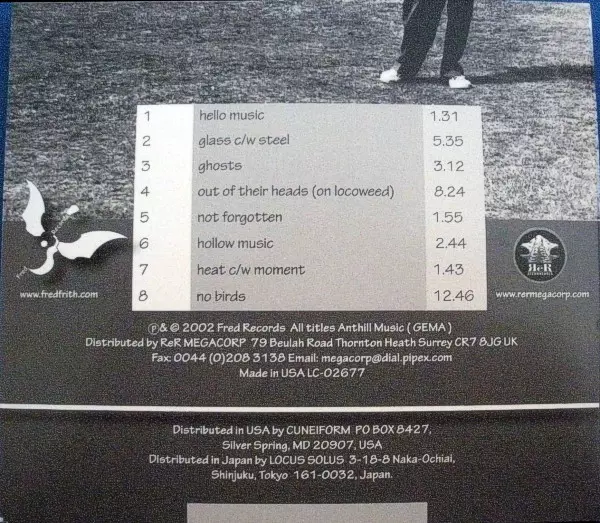 1 hello music 1.31
2 glass c/w steel 5.35
3 ghosts 3.12
4 out of their heads (on locoweed) 8.24
5 not forgotten 1.55
6 hollow music 2.44
7 heat c/w moment 1.43
8 no birds 12.46
www.fredfrith.com
ReR
www.rermegacorp.com
℗& © 2002 Fred Records All titles Anthill Music ( GEMA )
Distributed by ReR MEGACORP 79 Beulah Road Thornton Heath Surrey CR7 8JG UK
Fax: 0044 (0)208 3138 Email: megacorp@dial.pipex.com
Made in USA LC-02677
Distributed in USA by CUNEIFORM PO BOX 8427,
Silver Spring, MD 20907, USA
Distributed in Japan by LOCUS SOLUS 3-18-8 Naka-Ochiai,
Shinjuku, Tokyo 161-0032, Japan.